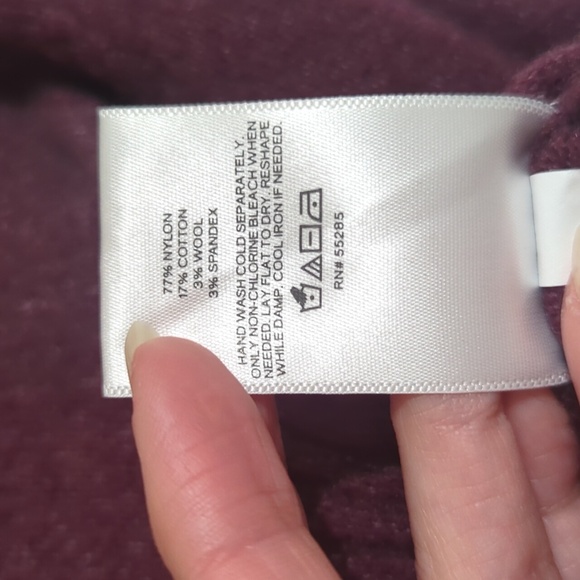 77% NYLON
17% COTTON
3% WOOL
3% SPANDEX
HAND WASH COLD SEPARATELY.
ONLY NON-CHLORINE BLEACH WHEN
NEEDED. LAY FLAT TO DRY. RESHAPE
WHILE DAMP. COOL IRON IF NEEDED.
RN# 55285